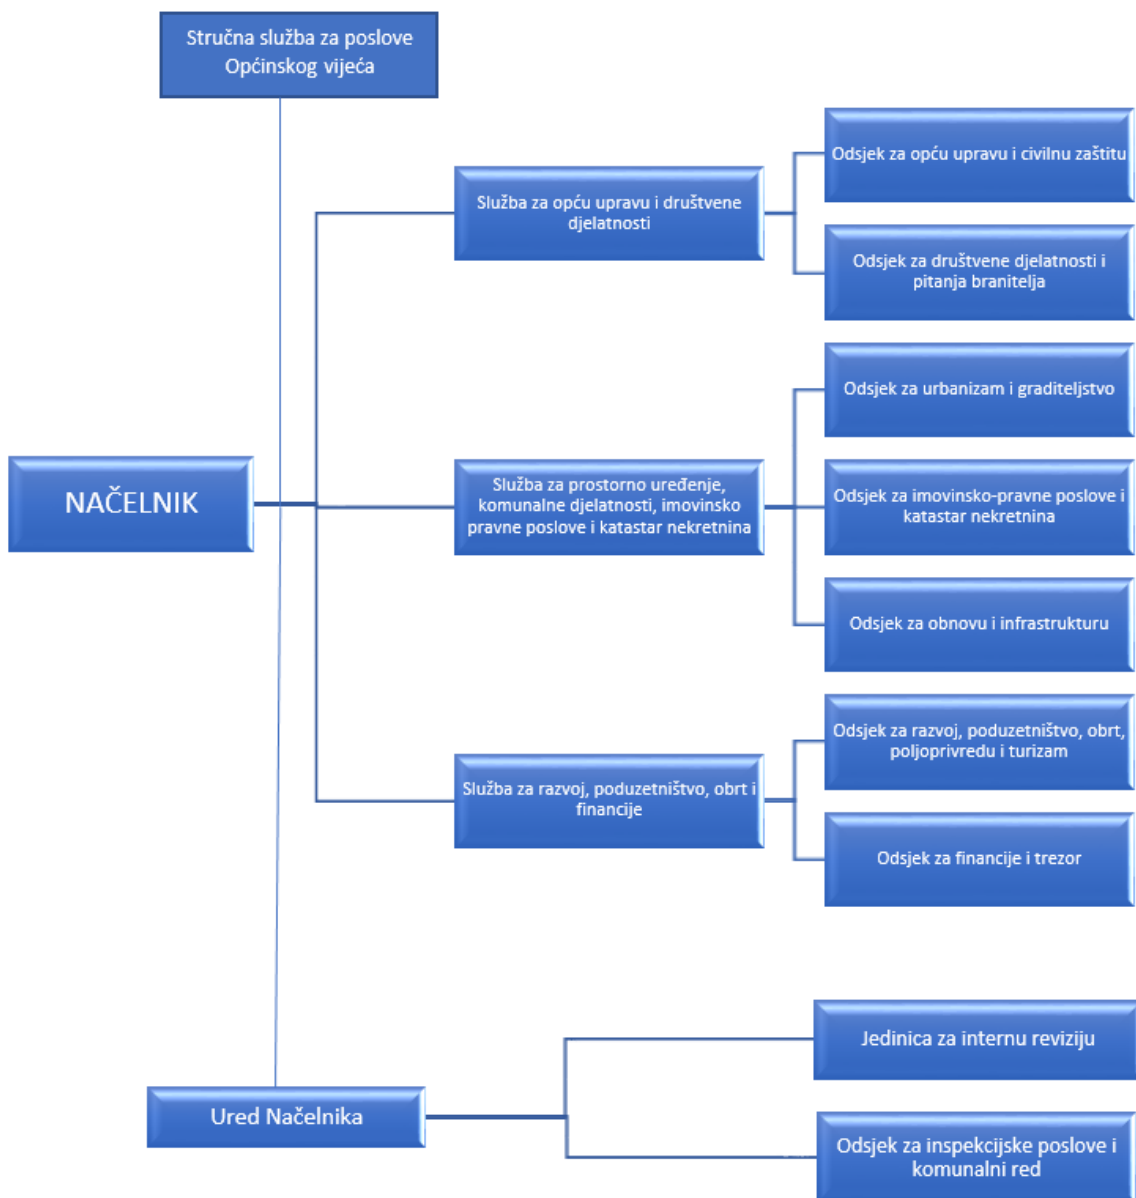 Stručna služba za poslove
Općinskog vijeća
Odsjek za opću upravu i civilnu zaštitu
Služba za opću upravu i društvene
djelatnosti
Odsjek za društvene djelatnosti i
pitanja branitelja
Odsjek za urbanizam i graditeljstvo
NAČELNIK
Služba za prostorno uređenje,
komunalne djelatnosti, imovinsko
pravne poslove i katastar nekretnina
Odsjek za imovinsko-pravne poslove i
katastar nekretnina
Odsjek za obnovu i infrastrukturu
Odsjek za razvoj, poduzetništvo, obrt,
poljoprivredu i turizam
Služba za razvoj, poduzetništvo, obrt i
financije
Odsjek za financije i trezor
Jedinica za internu reviziju
Ured Načelnika
Odsjek za inspekcijske poslove i
komunalni red